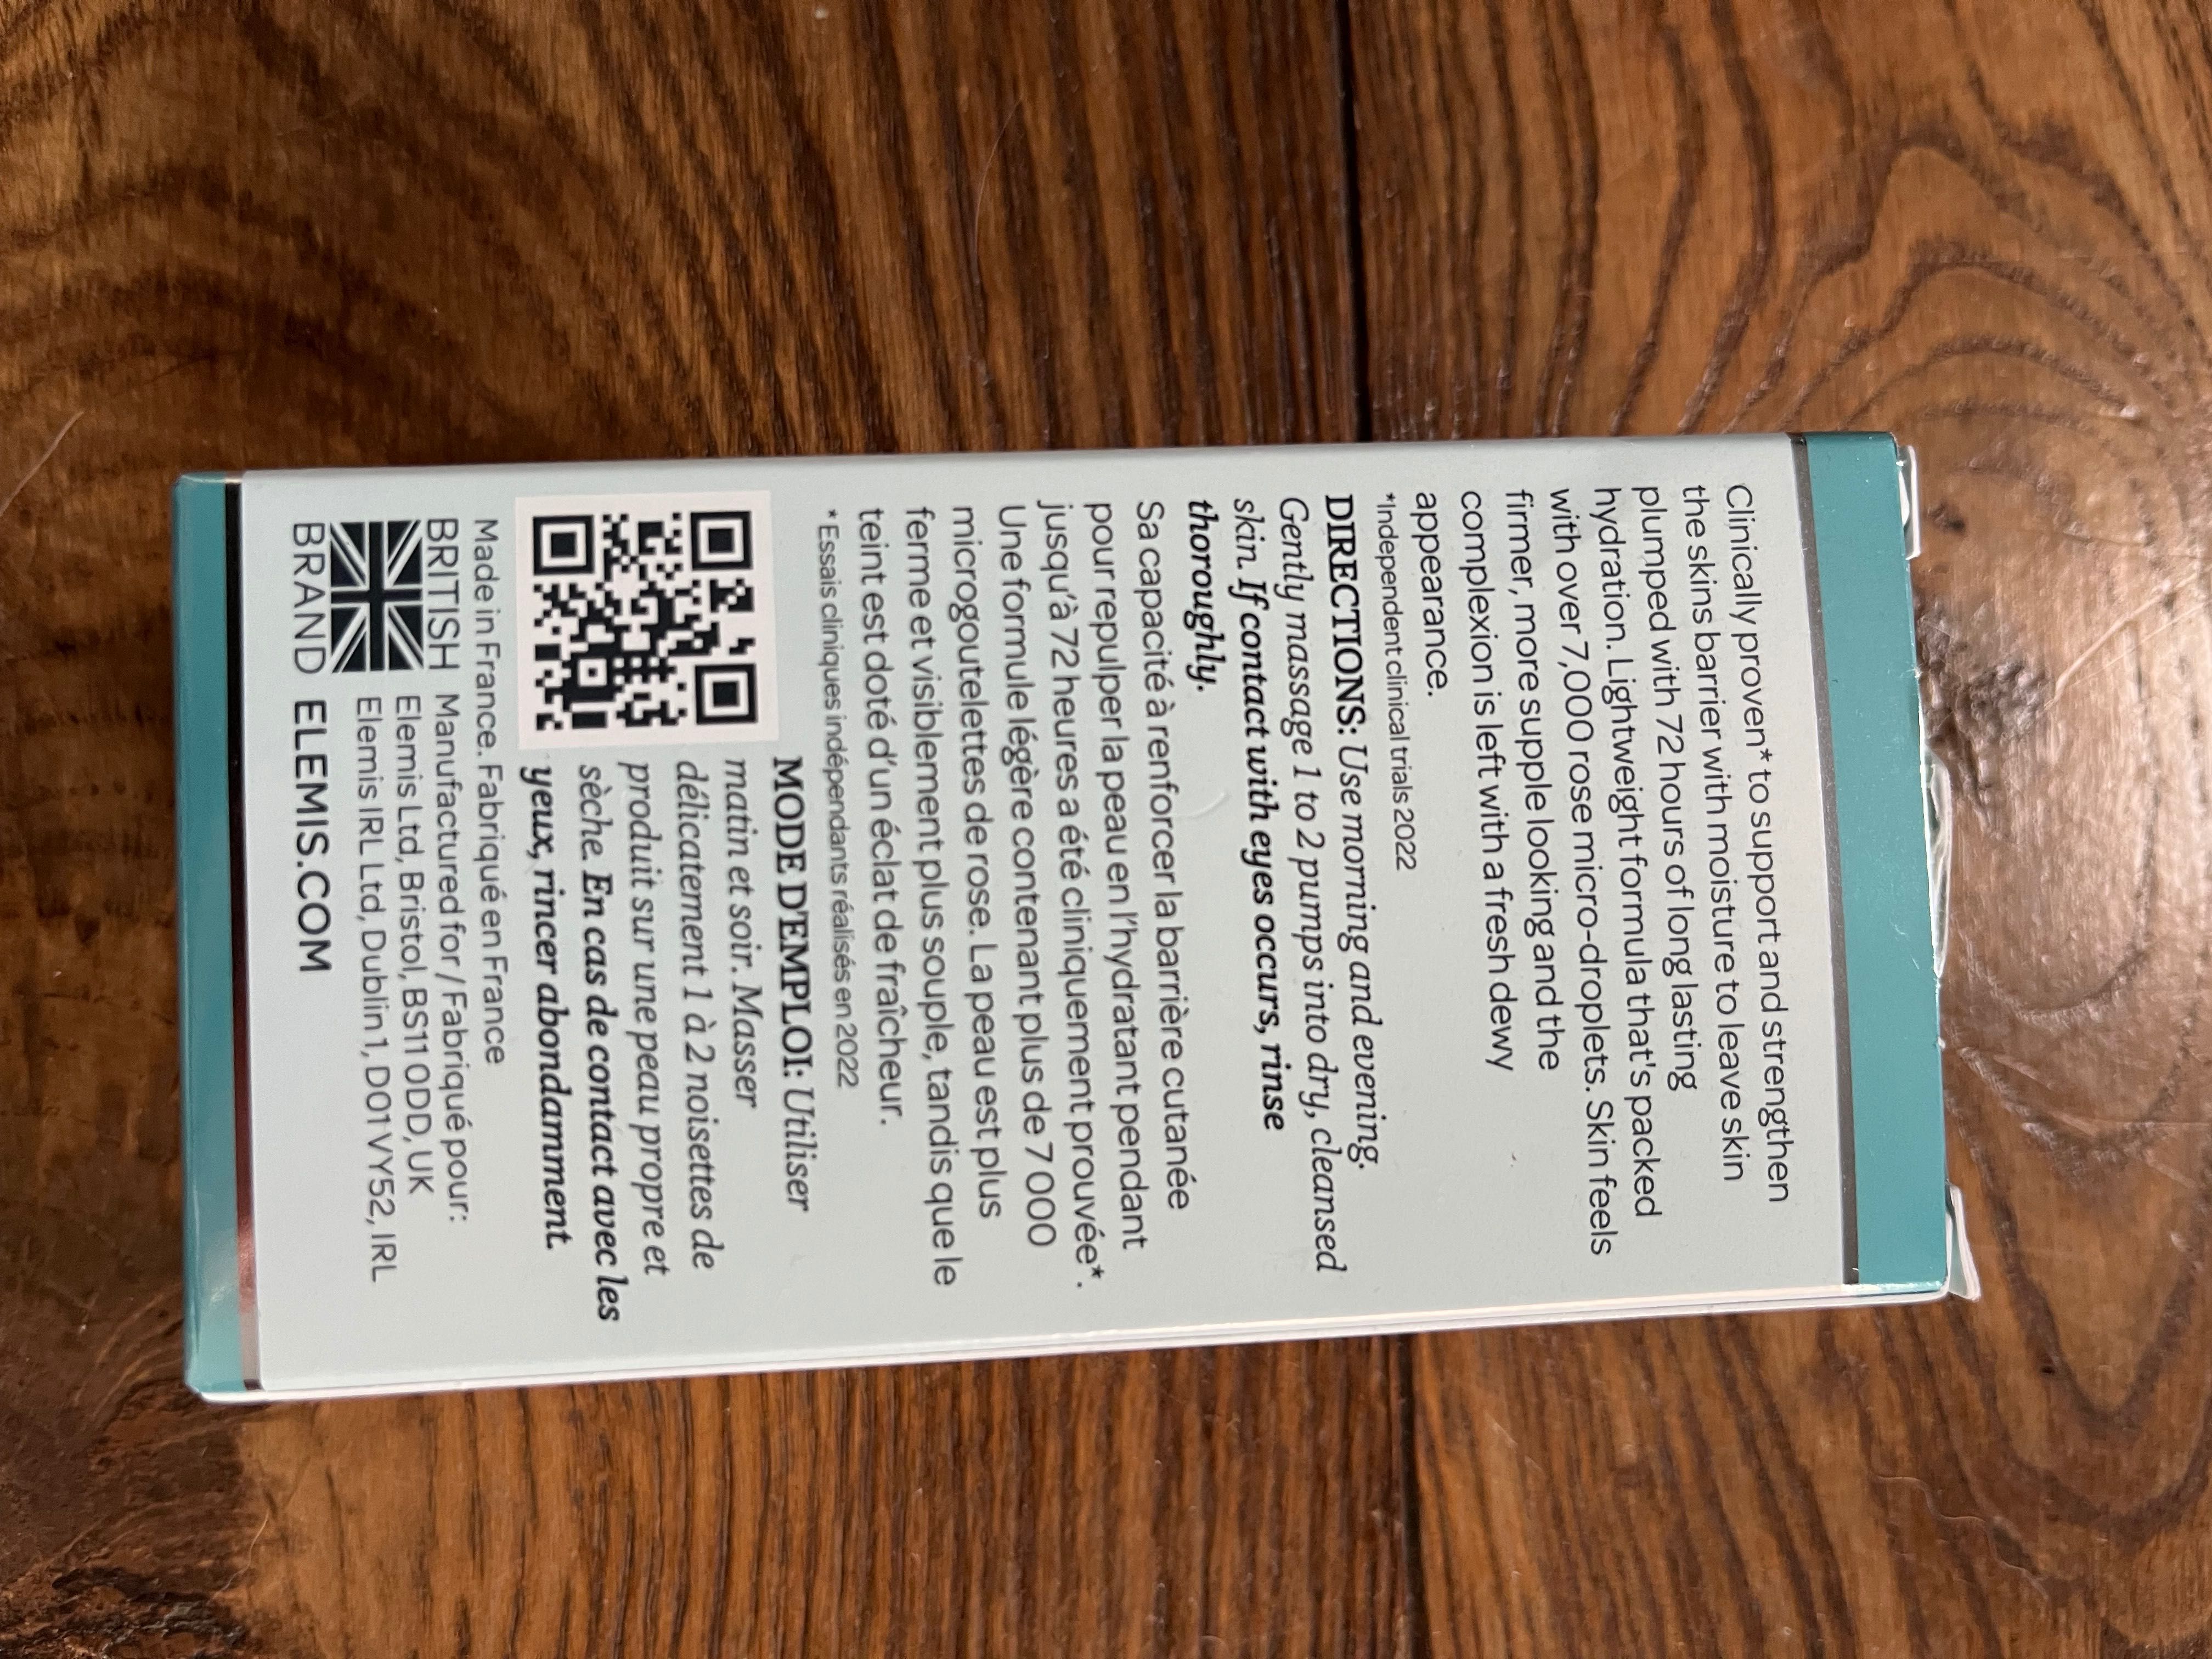 Clinically proven* to support and strengthen
the skins barrier with moisture to leave skin
plumped with 72 hours of long lasting
hydration. Lightweight formula that's packed
with over 7,000 rose micro-droplets. Skin feels
firmer, more supple looking and the
complexion is left with a fresh dewy
appearance.
*Independent clinical trials 2022
DIRECTIONS: Use morning and evening.
Gently massage 1 to 2 pumps into dry, cleansed
skin. If contact with eyes occurs, rinse
thoroughly.
Sa capacité à renforcer la barrière cutanée
pour repulper la peau en l'hydratant pendant
jusqu'à 72 heures a été cliniquement prouvée*.
Une formule légère contenant plus de 7 000
microgoutelettes de rose. La peau est plus
ferme et visiblement plus souple, tandis que le
teint est doté d'un éclat de fraîcheur.
*Essais cliniques indépendants réalisés en 2022
MODE D'EMPLOI: Utiliser
matin et soir. Masser
délicatement 1 à 2 noisettes de
produit sur une peau propre et
sèche. En cas de contact avec les
yeux, rincer abondamment.
Made in France. Fabriqué en France
BRITISH
BRAND
Manufactured for / Fabriqué pour:
Elemis Ltd, Bristol, BS11 0DD, UK
Elemis IRL Ltd, Dublin 1, D01 VY52, IRL
ELEMIS.COM